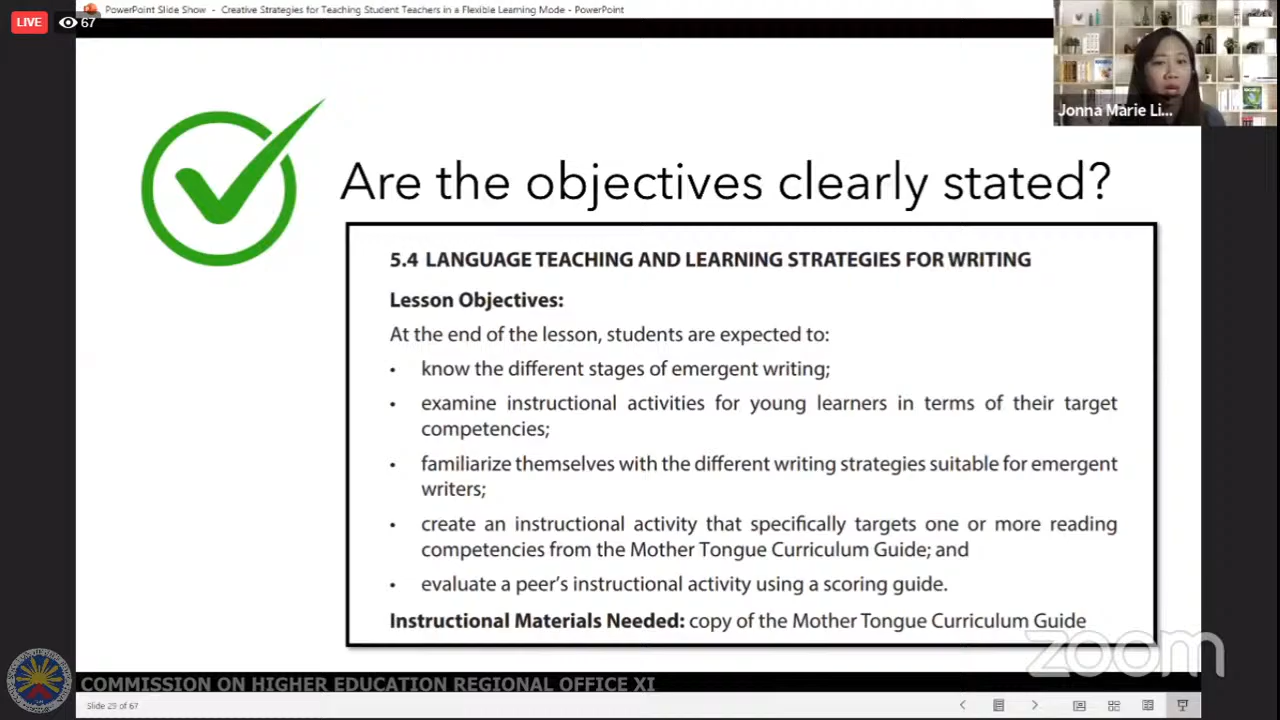 PowerPoint Slide Show - Creative Strategies for Teaching Student Teachers in a Flexible Learning Mode - PowerPoint
LIVE 67
Jonna Marie Li...
Are the objectives clearly stated?
5.4 LANGUAGE TEACHING AND LEARNING STRATEGIES FOR WRITING
Lesson Objectives:
At the end of the lesson, students are expected to:
• know the different stages of emergent writing;
• examine instructional activities for young learners in terms of their target
competencies;
• familiarize themselves with the different writing strategies suitable for emergent
writers;
• create an instructional activity that specifically targets one or more reading
competencies from the Mother Tongue Curriculum Guide; and
• evaluate a peer's instructional activity using a scoring guide.
Instructional Materials Needed: copy of the Mother Tongue Curriculum Guide
zoom
COMMISSION ON HIGHER EDUCATION REGIONAL OFFICE XI
Slide 29 of 67